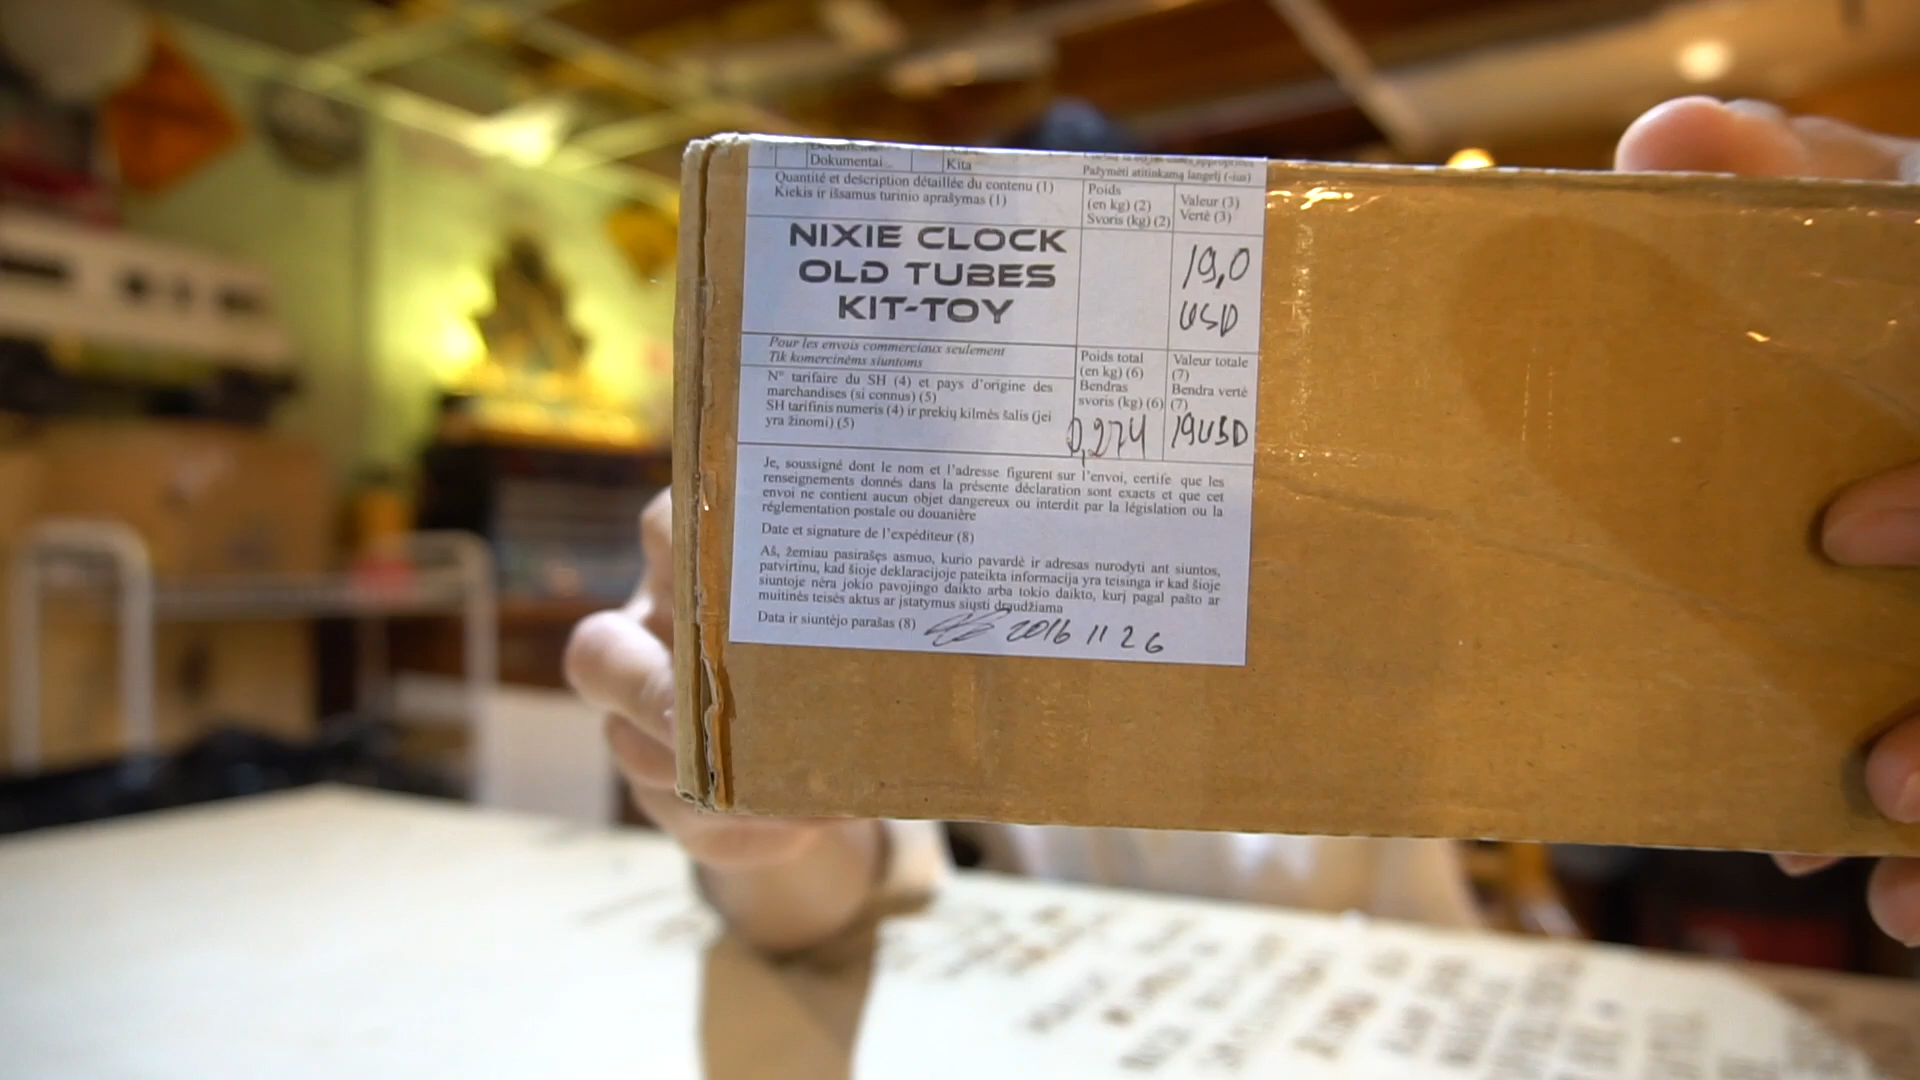 Dokumentai
Kita
Pažymėti atitinkamą langelį (-ius)
Quantité et description détaillée du contenu (1)
Kiekis ir išsamus turinio aprašymas (1)
Poids
(en kg) (2)
Svoris (kg) (2)
Valeur (3)
Vertė (3)
NIXIE CLOCK
OLD TUBES
KIT-TOY
19,0
USD
Pour les envois commerciaux seulement
Tik komercinėms siuntoms
N° tarifaire du SH (4) et pays d'origine des
marchandises (si connus) (5)
SH tarifinis numeris (4) ir prekių kilmės šalis (jei
yra žinomi) (5)
Poids total
(en kg) (6)
Bendras
svoris (kg) (6)
0,274
Valeur totale
(7)
Bendra vertė
(7)
19USD
Je, soussigné dont le nom et l'adresse figurent sur l'envoi, certifie que les
renseignements donnés dans la présente déclaration sont exacts et que cet
envoi ne contient aucun objet dangereux ou interdit par la législation ou la
réglementation postale ou douanière
Date et signature de l'expéditeur (8)
Aš, žemiau pasirašęs asmuo, kurio pavardė ir adresas nurodyti ant siuntos,
patvirtinu, kad šioje deklaracijoje pateikta informacija yra teisinga ir kad šioje
siuntoje nėra jokio pavojingo daikto arba tokio daikto, kurį pagal pašto ar
muitinės teisės aktus ar įstatymus siųsti draudžiama
Data ir siuntėjo parašas (8) 2016 11 26